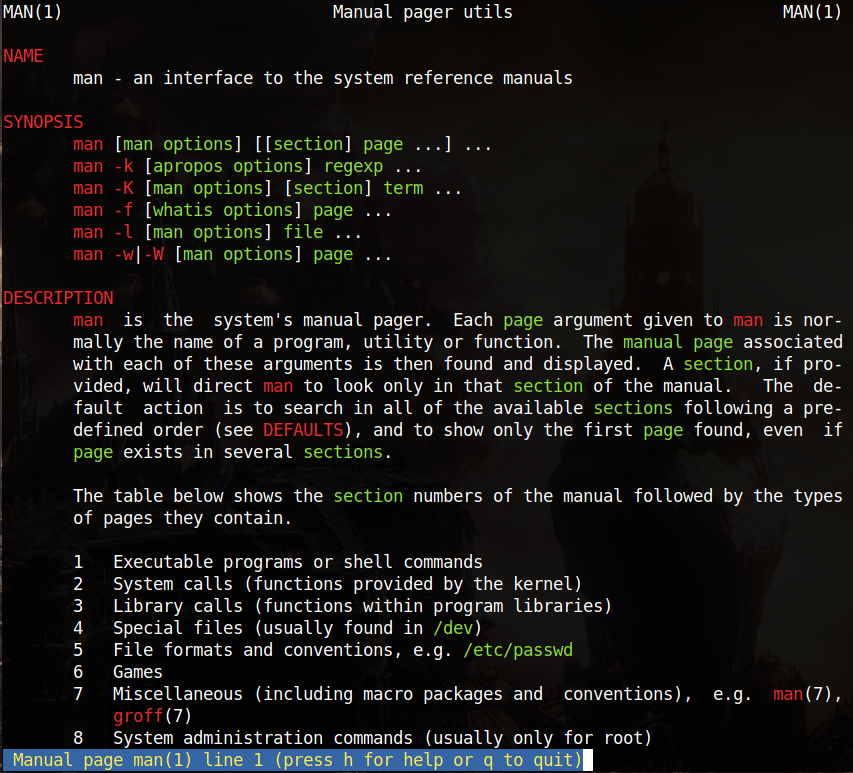 MAN(1) Manual pager utils MAN(1)
NAME
man - an interface to the system reference manuals
SYNOPSIS
man [man options] [[section] page ...] ...
man -k [apropos options] regexp ...
man -K [man options] [section] term ...
man -f [whatis options] page ...
man -l [man options] file ...
man -w|-W [man options] page ...
DESCRIPTION
man is the system's manual pager. Each page argument given to man is nor-
mally the name of a program, utility or function. The manual page associated
with each of these arguments is then found and displayed. A section, if pro-
vided, will direct man to look only in that section of the manual. The de-
fault action is to search in all of the available sections following a pre-
defined order (see DEFAULTS), and to show only the first page found, even if
page exists in several sections.
The table below shows the section numbers of the manual followed by the types
of pages they contain.
1 Executable programs or shell commands
2 System calls (functions provided by the kernel)
3 Library calls (functions within program libraries)
4 Special files (usually found in /dev)
5 File formats and conventions, e.g. /etc/passwd
6 Games
7 Miscellaneous (including macro packages and conventions), e.g. man(7),
groff(7)
8 System administration commands (usually only for root)
Manual page man(1) line 1 (press h for help or q to quit)